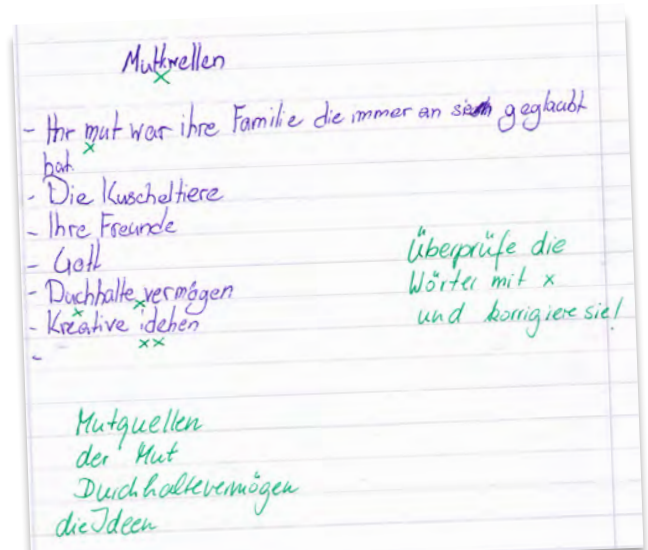 Mutkwellen
x
- Ihr mut war ihre Familie die immer an sie geglaubt
x
hat
- Die Kuscheltiere
- Ihre Freunde
- Gott
- Duchhalte vermögen
x x
- Kreative idehen
x x
-
Überprüfe die
Wörter mit x
und korrigiere sie!
Mutquellen
der Mut
Durchhaltevermögen
die Ideen